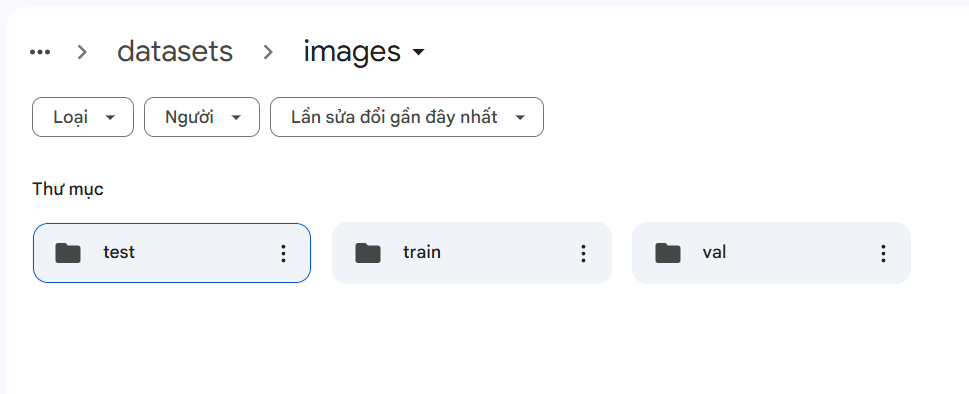 ... > datasets > images
Loại Người Lần sửa đổi gần đây nhất
Thư mục
test train val